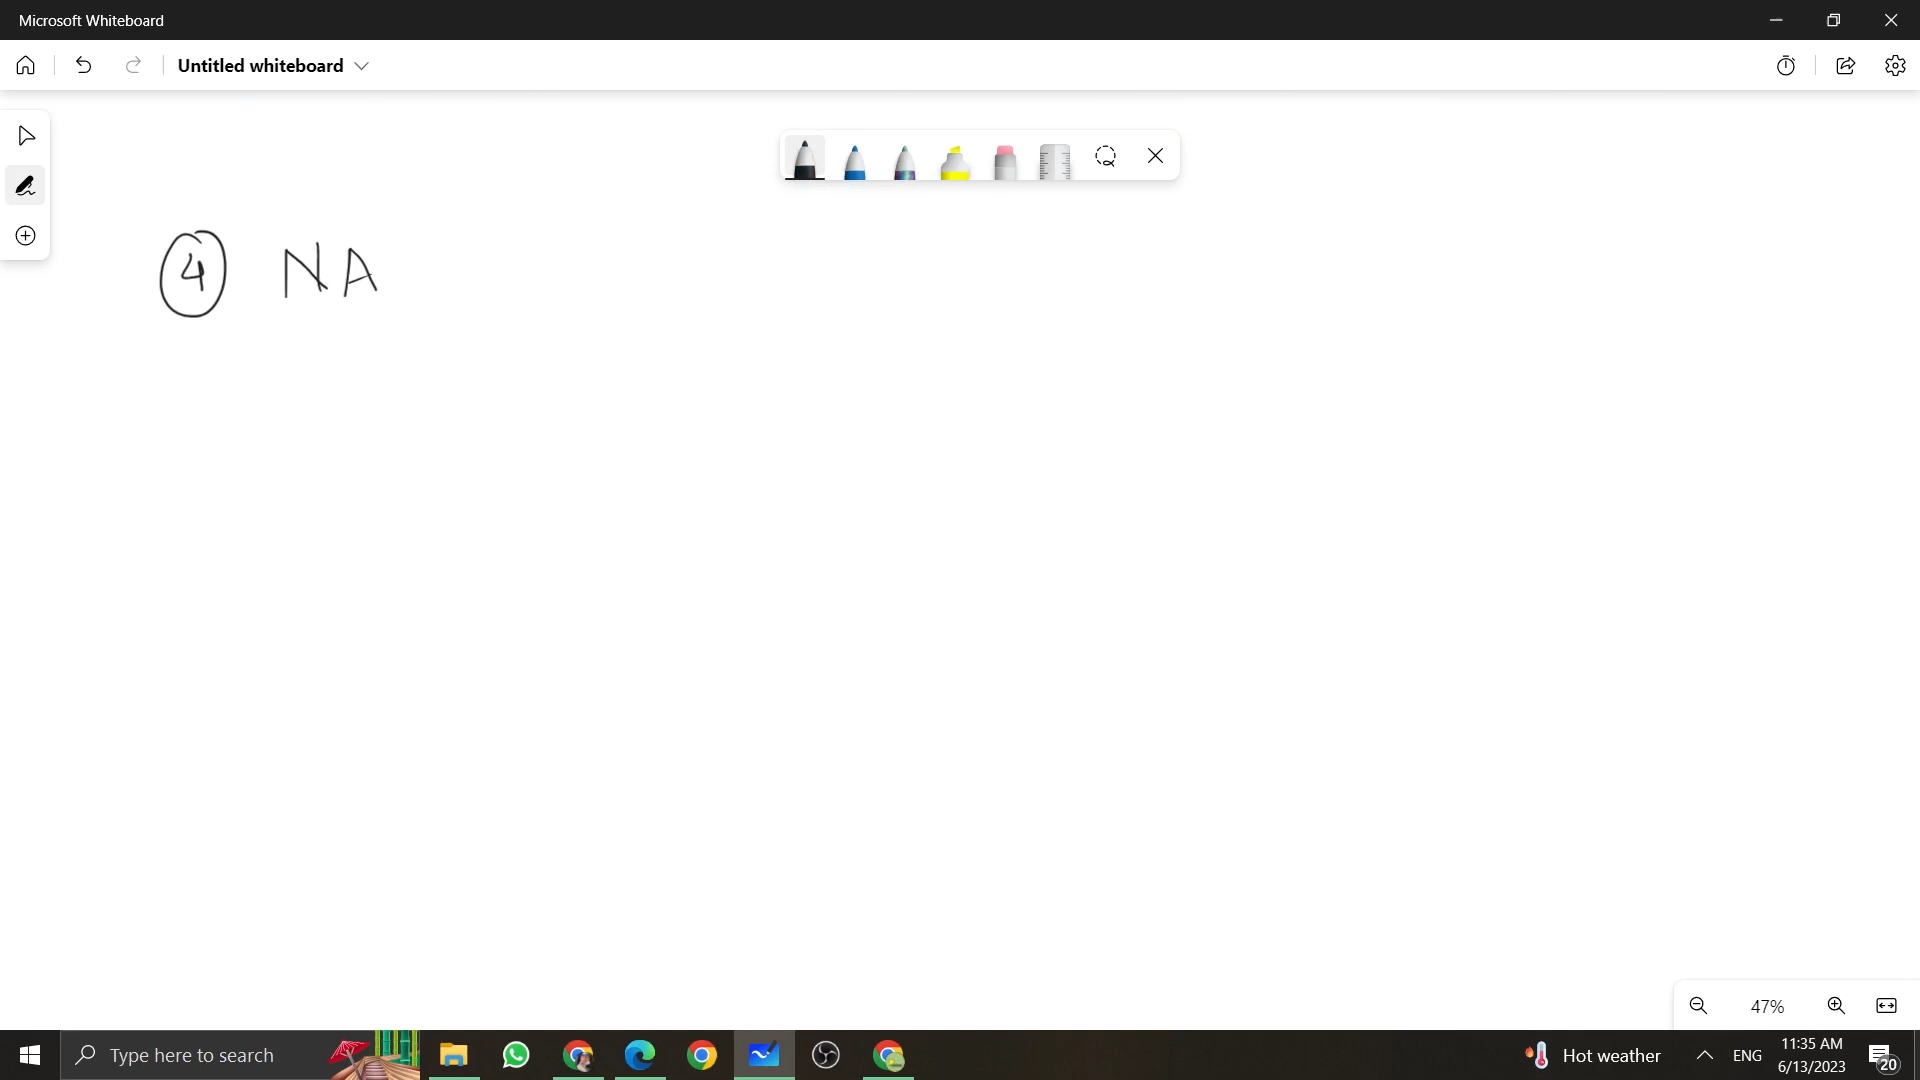 Microsoft Whiteboard
Untitled whiteboard
4 NA
47%
Type here to search
Hot weather
ENG
11:35 AM
6/13/2023
20